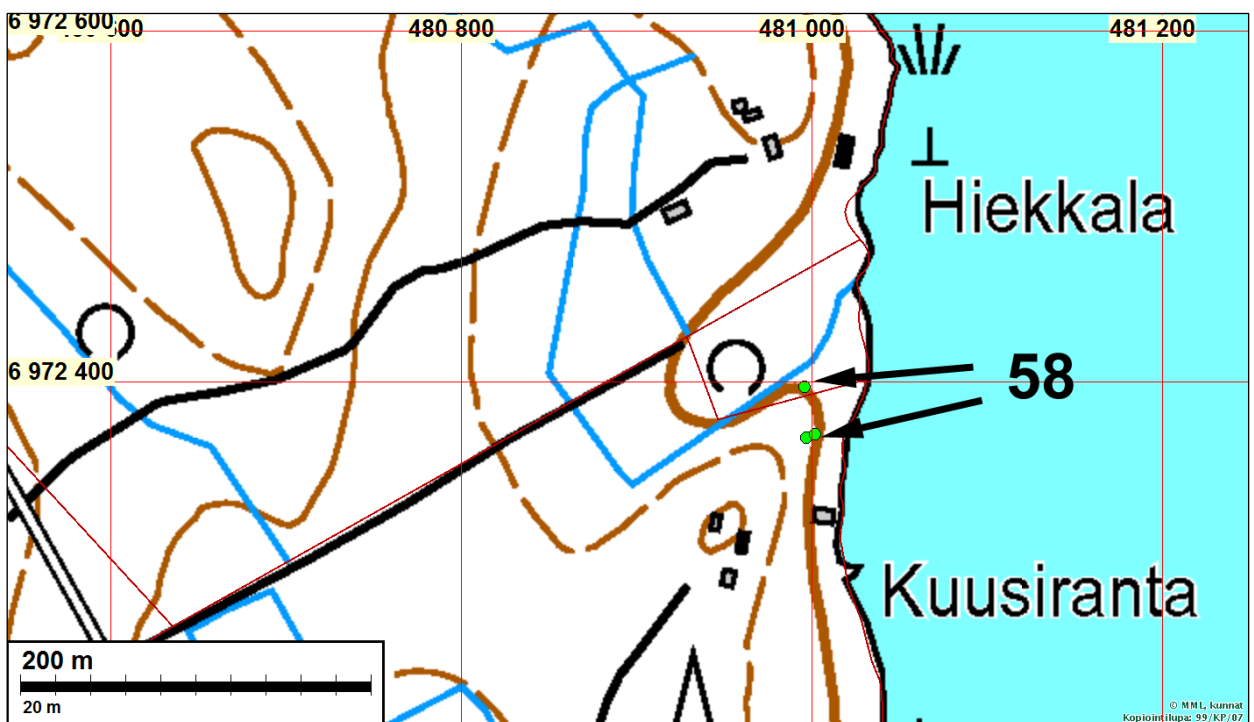 6 972 600
480 800
481 000
481 200
Hiekkala
6 972 400
58
Kuusiranta
200 m
20 m
© MML, kunnat
Kopiointilupa: 99/KP/07